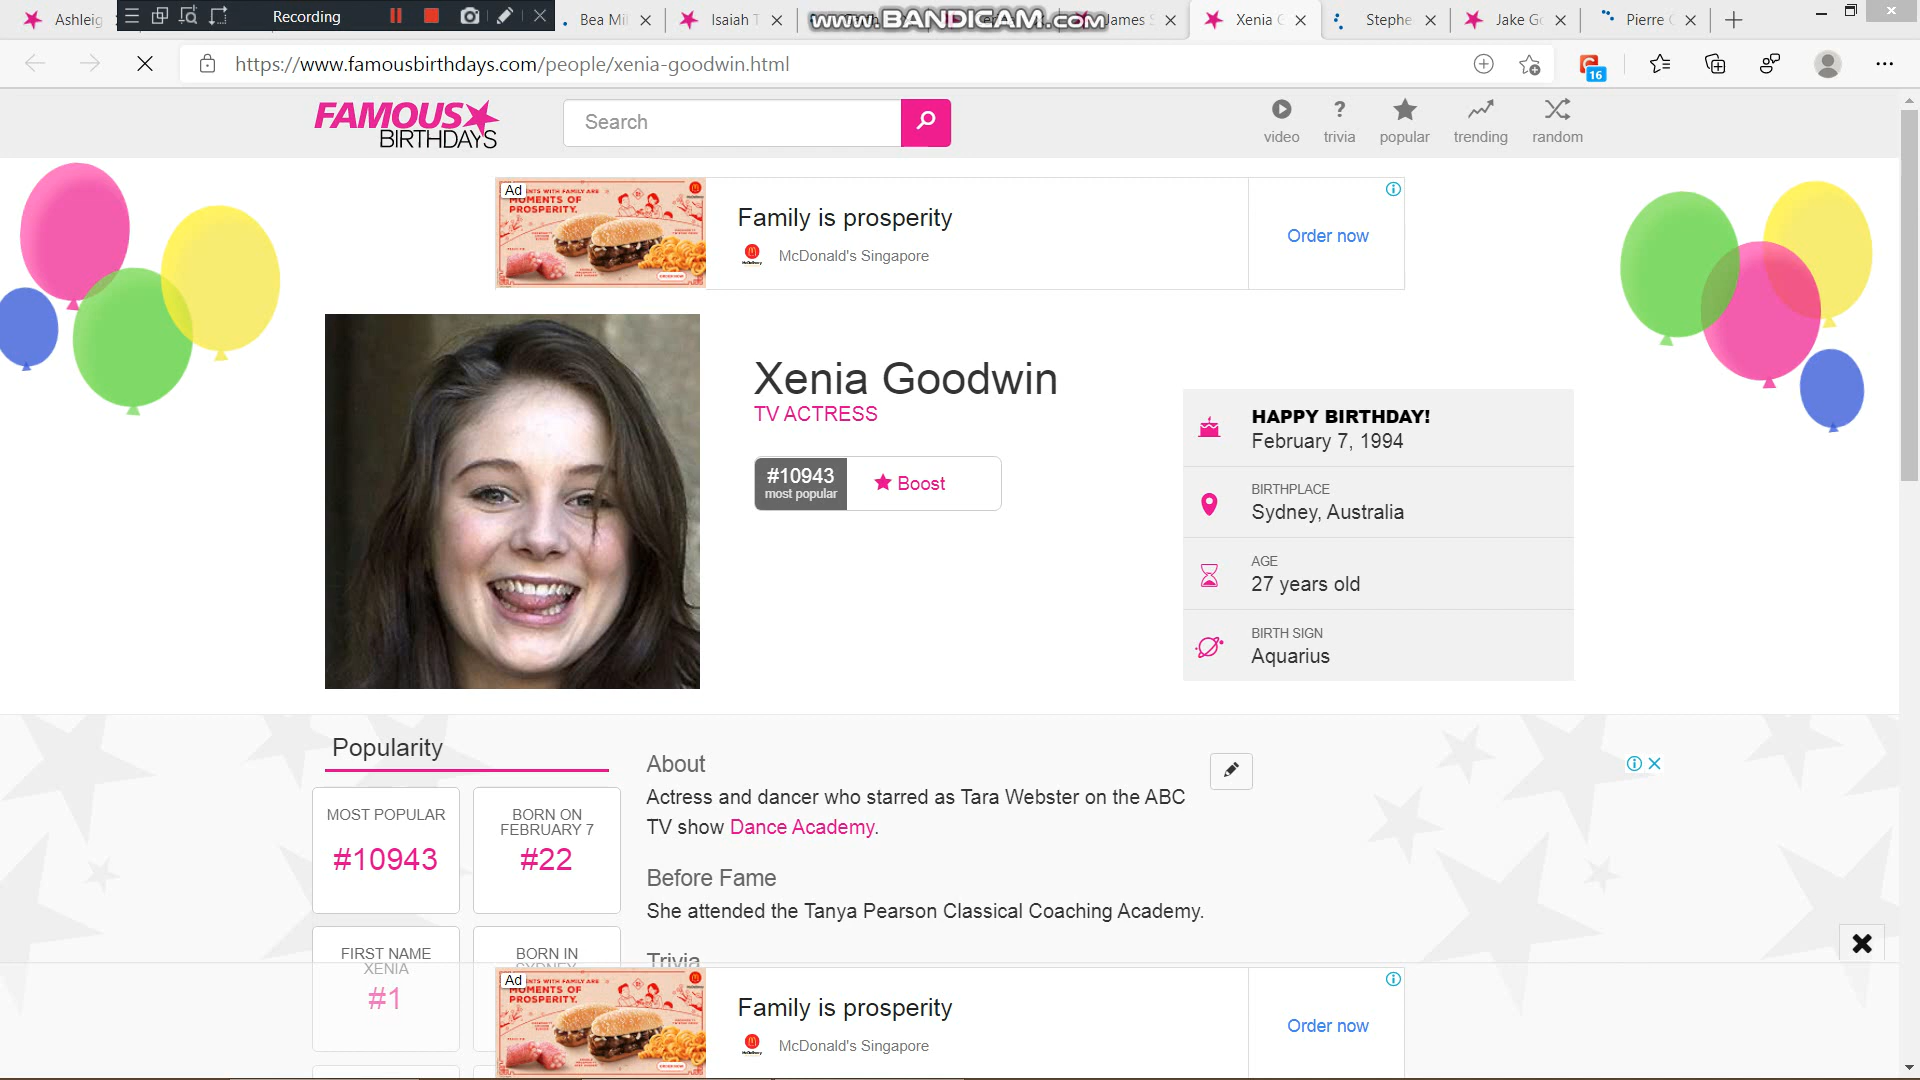 Ashleig
Recording
Bea Mil
Isaiah T
www.BANDICAM.com
James S
Xenia G
Stephe
Jake Go
Pierre
https://www.famousbirthdays.com/people/xenia-goodwin.html
16
FAMOUS
BIRTHDAYS
Search
video
trivia
popular
trending
random
Ad
MOMENTS OF
PROSPERITY.
Family is prosperity
McDonald's Singapore
Order now
Xenia Goodwin
TV ACTRESS
#10943
most popular
Boost
HAPPY BIRTHDAY!
February 7, 1994
BIRTHPLACE
Sydney, Australia
AGE
27 years old
BIRTH SIGN
Aquarius
Popularity
MOST POPULAR
#10943
BORN ON
FEBRUARY 7
#22
FIRST NAME
XENIA
#1
BORN IN
SYDNEY
About
Actress and dancer who starred as Tara Webster on the ABC
TV show Dance Academy.
Before Fame
She attended the Tanya Pearson Classical Coaching Academy.
Trivia
Ad
MOMENTS OF
PROSPERITY.
Family is prosperity
McDonald's Singapore
Order now